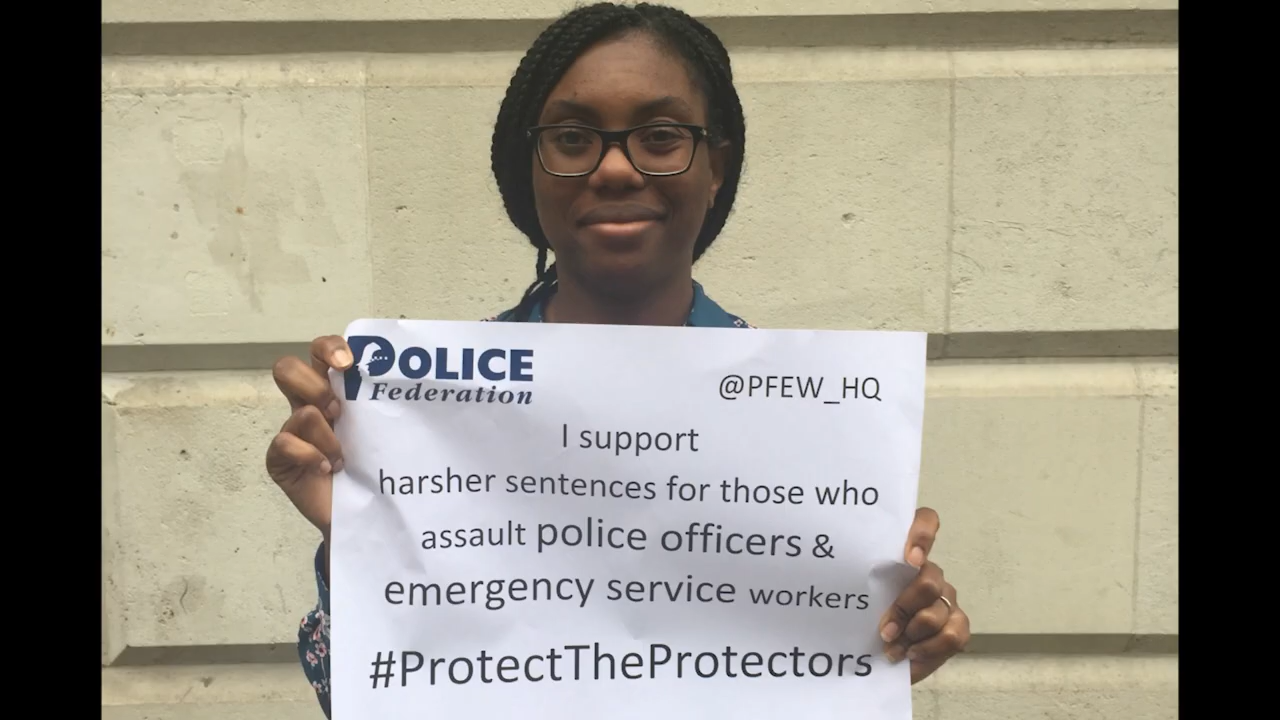 POLICE
Federation
@PFEW_HQ
I support
harsher sentences for those who
assault police officers &
emergency service workers
#ProtectTheProtectors